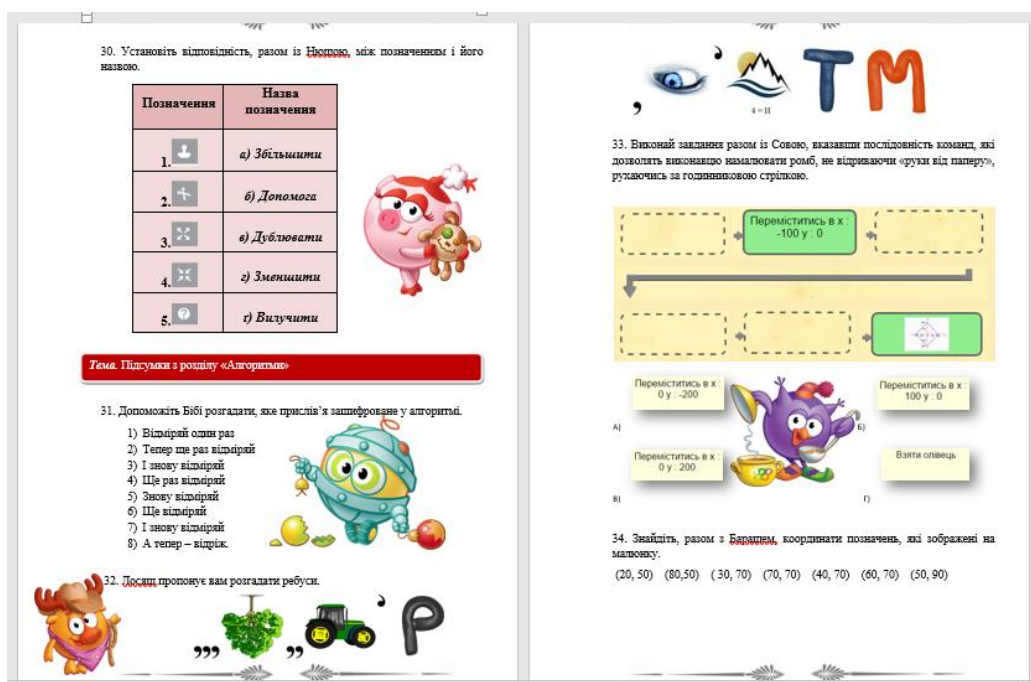 30. Установіть відповідність, разом із Нюшою, між позначенням і його
назвою.
Позначення
Назва
позначення
1.
а) Збільшити
2.
б) Допомога
3.
в) Дублювати
4.
г) Зменшити
5.
ґ) Вилучити
Тема. Підсумки з розділу «Алгоритми»
31. Допоможіть Бібі розгадати, яке прислів’я зашифроване у алгоритмі.
1) Відміряй один раз
2) Тепер ще раз відміряй
3) І знову відміряй
4) Ще раз відміряй
5) Знову відміряй
6) Ще відміряй
7) І знову відміряй
8) А тепер – відріж.
32. Лосяш пропонує вам розгадати ребуси.
,,, ,, ’ Р
, ’ Т М
4 = П
33. Виконай завдання разом із Совою, вказавши послідовність команд, які
дозволять виконавцю намалювати ромб, не відриваючи «руки від паперу»,
рухаючись за годинниковою стрілкою.
Переміститись в x :
-100 y : 0
Переміститись в x :
0 y : -200
А)
Переміститись в x :
100 y : 0
Б)
Переміститись в x :
0 y : 200
В)
Взяти олівець
Г)
34. Знайдіть, разом з Барашем, координати позначень, які зображені на
малюнку.
(20, 50) (80,50) ( 30, 70) (70, 70) (40, 70) (60, 70) (50, 90)